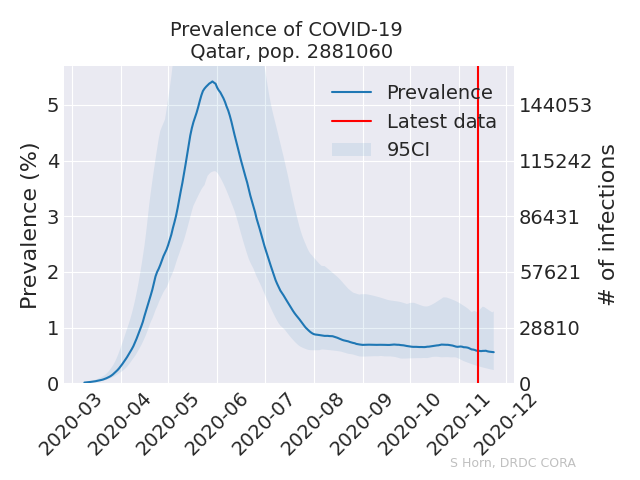 Prevalence of COVID-19
Qatar, pop. 2881060
Prevalence
Latest data
95CI
Prevalence (%)
5
4
3
2
1
0
144053
115242
86431
57621
28810
0
# of infections
2020-03
2020-04
2020-05
2020-06
2020-07
2020-08
2020-09
2020-10
2020-11
2020-12
S Horn, DRDC CORA